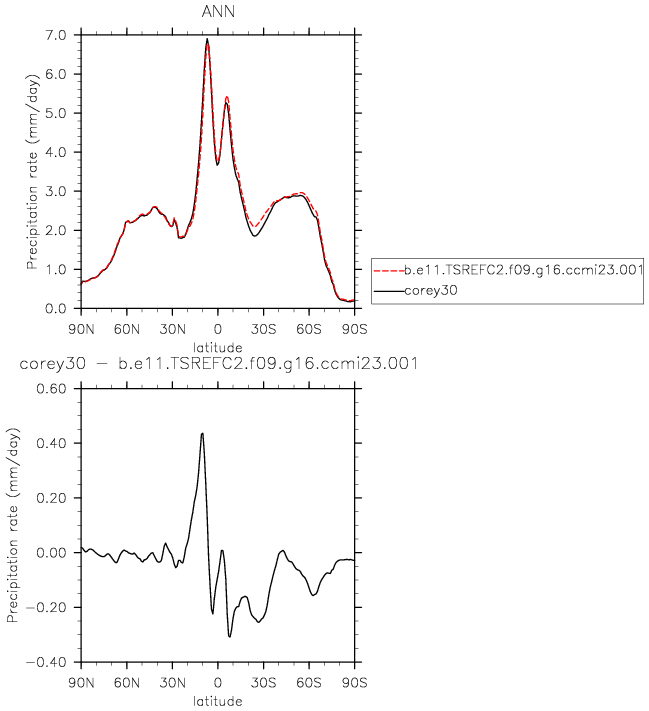 ANN
Precipitation rate (mm/day)
7.0
6.0
5.0
4.0
3.0
2.0
1.0
0.0
90N 60N 30N 0 30S 60S 90S
latitude
b.e11.TSREFC2.f09.g16.ccmi23.001
corey30
corey30 − b.e11.TSREFC2.f09.g16.ccmi23.001
Precipitation rate (mm/day)
0.60
0.40
0.20
0.00
−0.20
−0.40
90N 60N 30N 0 30S 60S 90S
latitude